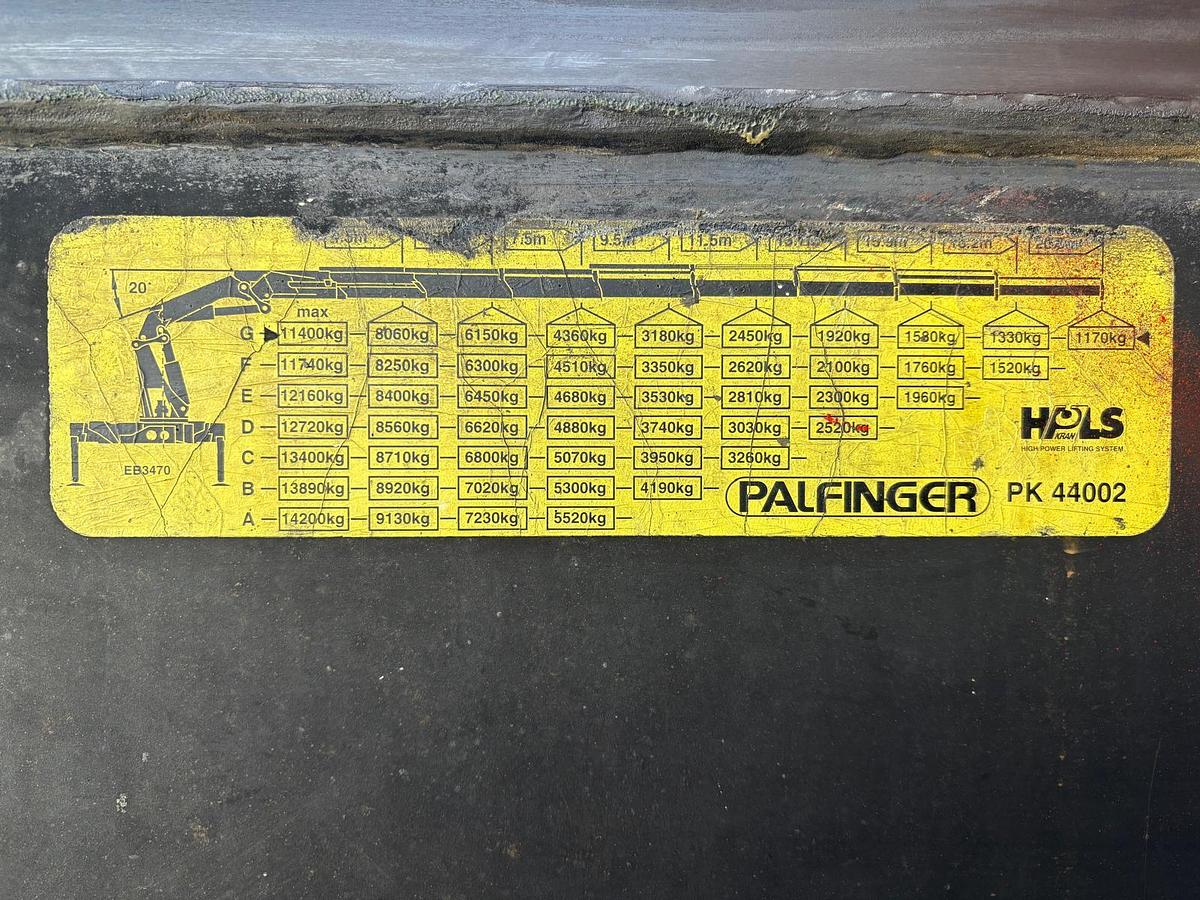 7.5m 9.5m 11.5m
20°
max
G 11400kg 8060kg 6150kg 4360kg 3180kg 2450kg 1920kg 1580kg 1330kg 1170kg
F 11740kg 8250kg 6300kg 4510kg 3350kg 2620kg 2100kg 1760kg 1520kg
E 12160kg 8400kg 6450kg 4680kg 3530kg 2810kg 2300kg 1960kg
D 12720kg 8560kg 6620kg 4880kg 3740kg 3030kg 2520kg
C 13400kg 8710kg 6800kg 5070kg 3950kg 3260kg
B 13890kg 8920kg 7020kg 5300kg 4190kg
A 14200kg 9130kg 7230kg 5520kg
EB3470
HPLS
KRAN
HIGH POWER LIFTING SYSTEM
PALFINGER PK 44002